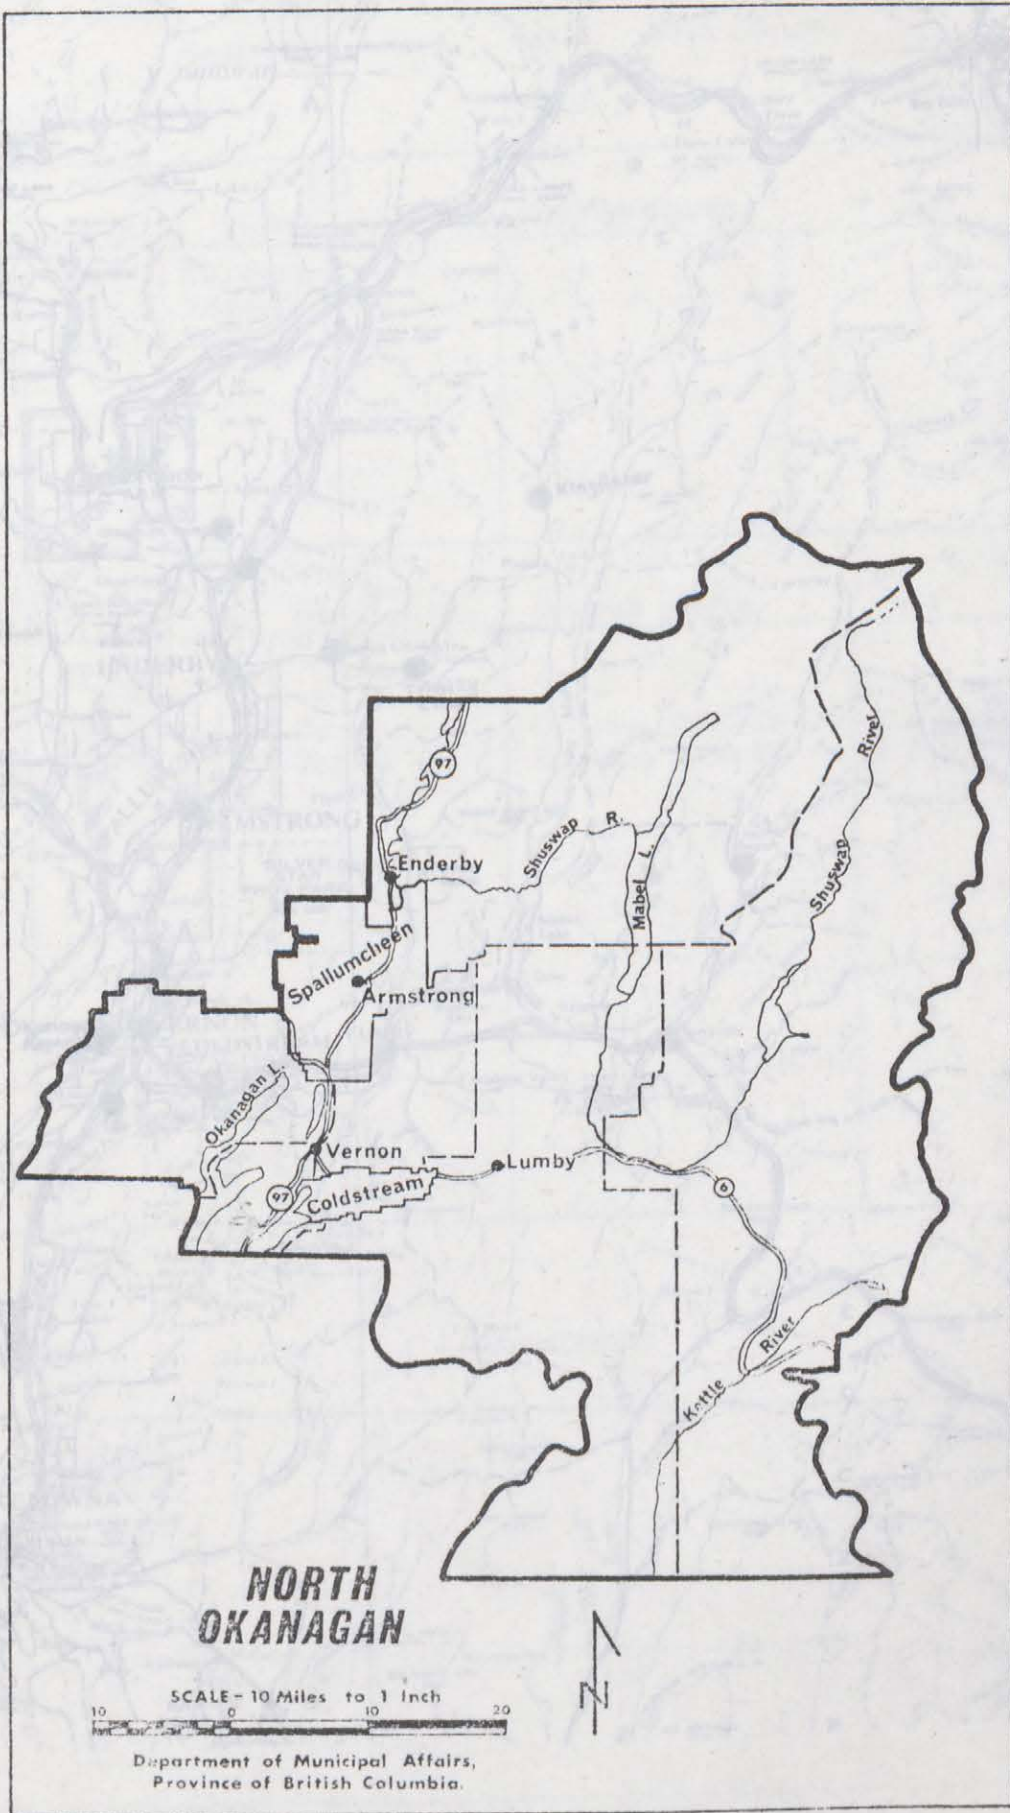 97
Enderby
Shuswap R.
Mabel L.
River
Shuswap
Spallumcheen
Armstrong
Okanagan L.
Vernon
Lumby
97
Coldstream
6
River
Kettle
NORTH
OKANAGAN
N
SCALE - 10 Miles to 1 Inch
10 0 10 20
Department of Municipal Affairs,
Province of British Columbia.